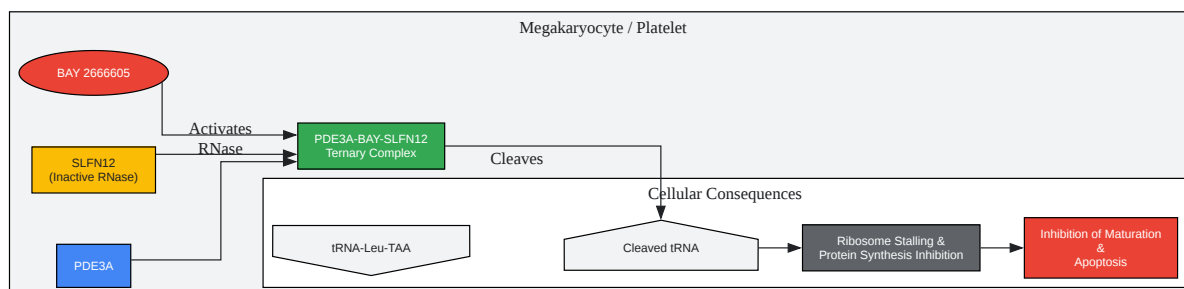 Megakaryocyte / Platelet
BAY 2666605
Activates
RNase
SLFN12
(Inactive RNase)
PDE3A
PDE3A-BAY-SLFN12
Ternary Complex
Cleaves
Cellular Consequences
tRNA-Leu-TAA
Cleaved tRNA
Ribosome Stalling &
Protein Synthesis Inhibition
Inhibition of Maturation
&
Apoptosis